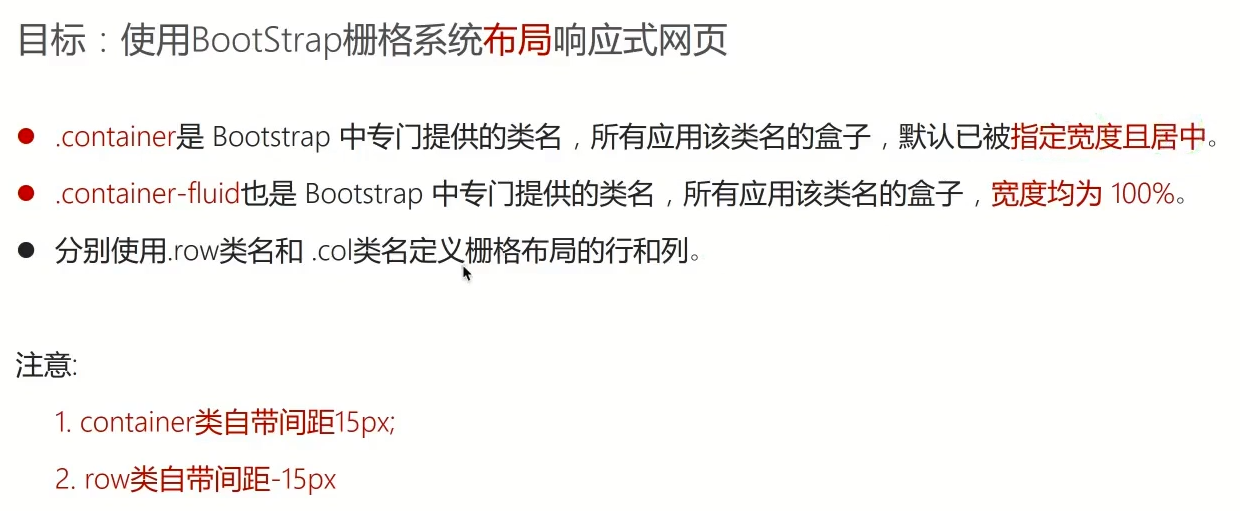 目标：使用BootStrap栅格系统布局响应式网页
● .container是 Bootstrap 中专门提供的类名，所有应用该类名的盒子，默认已被指定宽度且居中。
● .container-fluid也是 Bootstrap 中专门提供的类名，所有应用该类名的盒子，宽度均为 100%。
● 分别使用.row类名和 .col类名定义栅格布局的行和列。
注意:
1. container类自带间距15px;
2. row类自带间距-15px